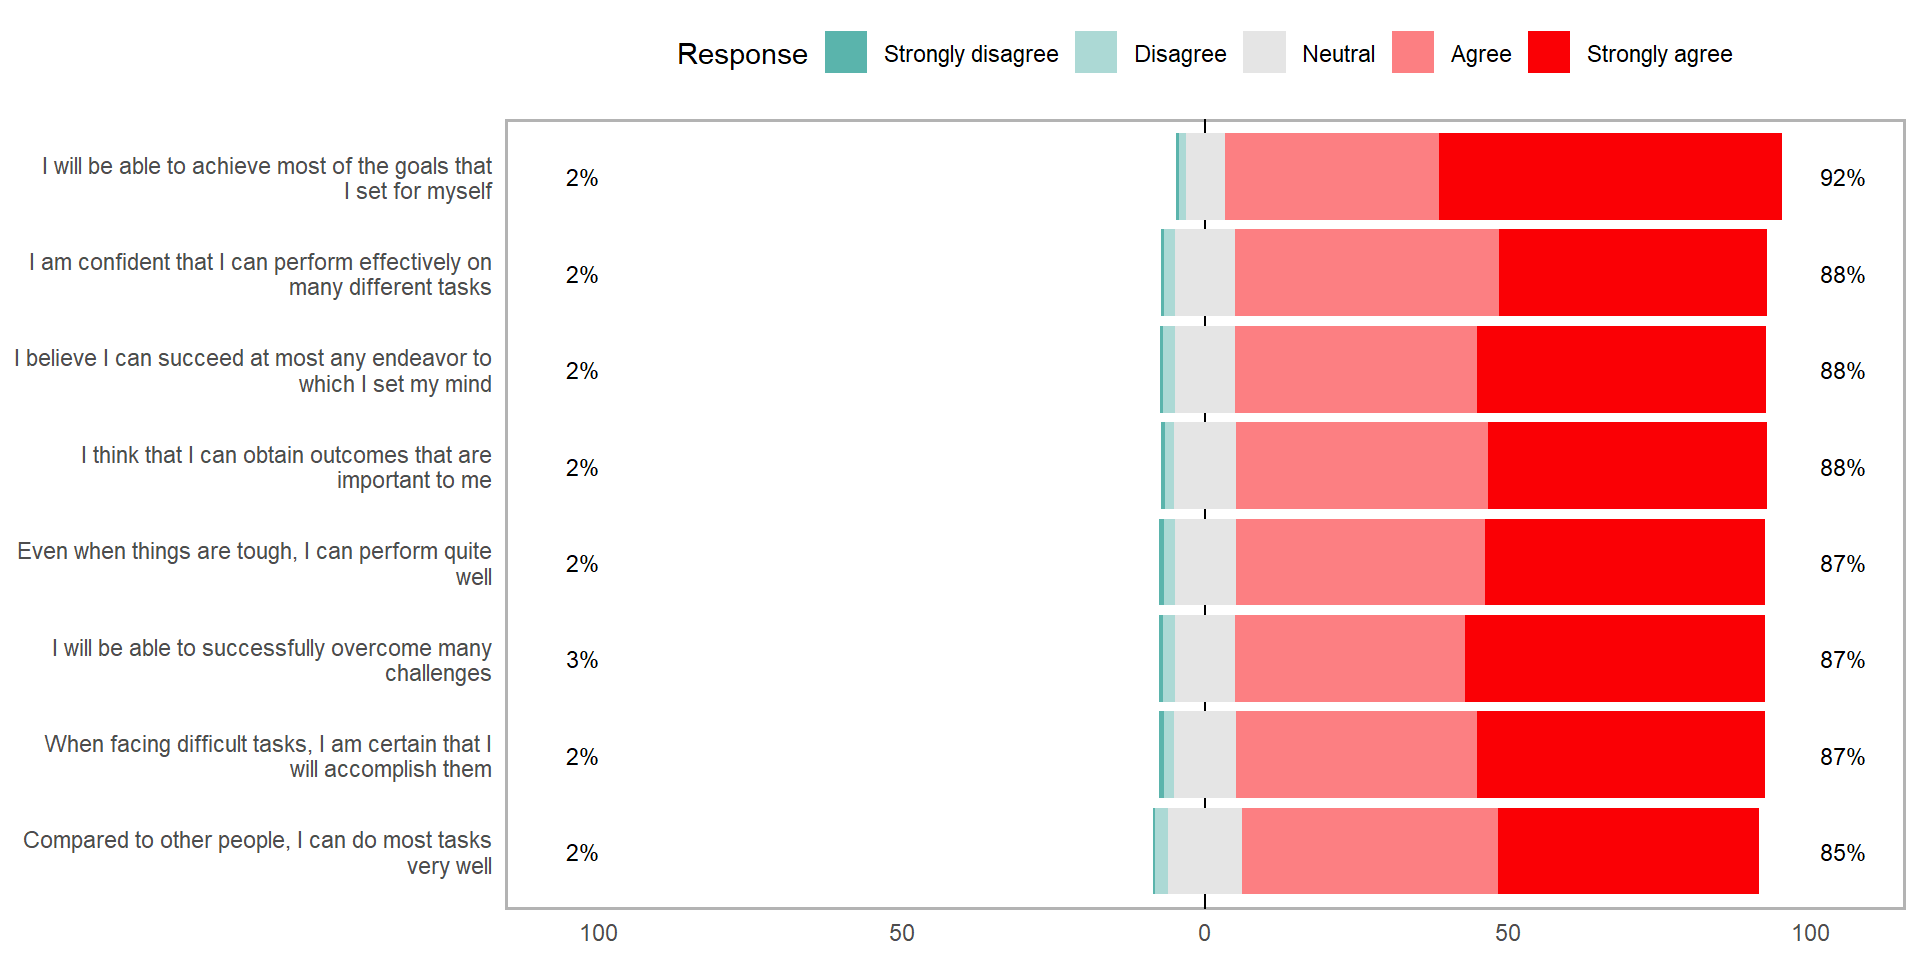 Response Strongly disagree Disagree Neutral Agree Strongly agree
I will be able to achieve most of the goals that
I set for myself
2% 92%
I am confident that I can perform effectively on
many different tasks
2% 88%
I believe I can succeed at most any endeavor to
which I set my mind
2% 88%
I think that I can obtain outcomes that are
important to me
2% 88%
Even when things are tough, I can perform quite
well
2% 87%
I will be able to successfully overcome many
challenges
3% 87%
When facing difficult tasks, I am certain that I
will accomplish them
2% 87%
Compared to other people, I can do most tasks
very well
2% 85%
100 50 0 50 100